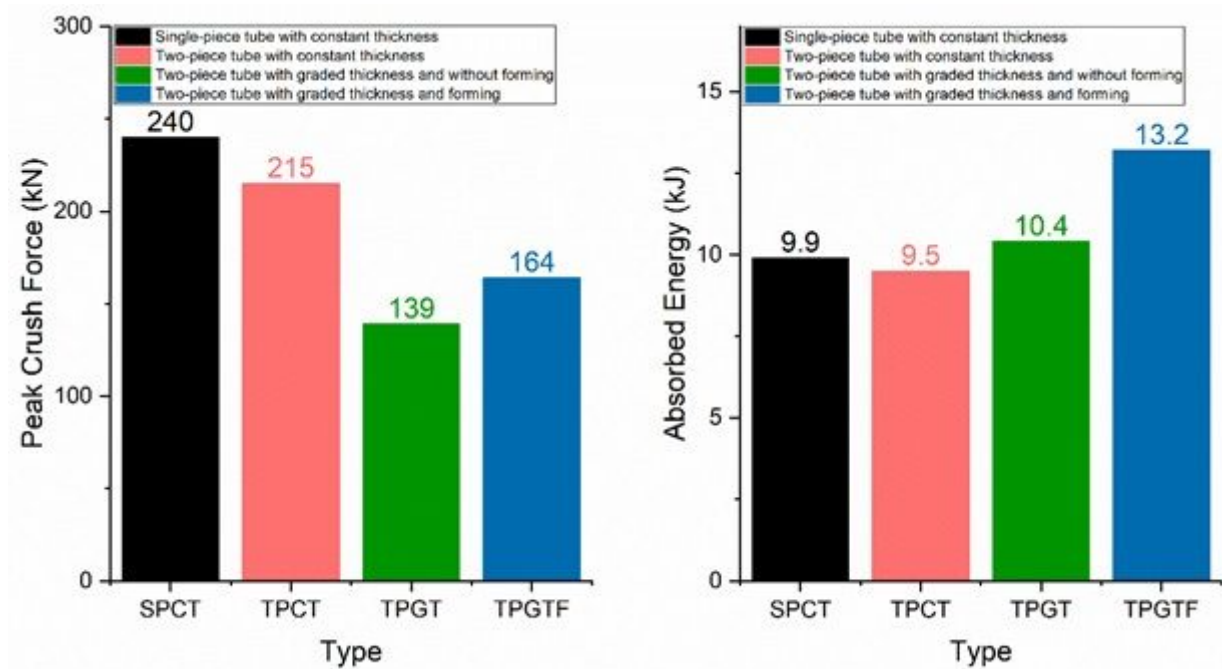 300
Single-piece tube with constant thickness
Two-piece tube with constant thickness
Two-piece tube with graded thickness and without forming
Two-piece tube with graded thickness and forming
240
215
200
164
139
100
0
Peak Crush Force (kN)
SPCT TPCT TPGT TPGTF
Type
Single-piece tube with constant thickness
Two-piece tube with constant thickness
Two-piece tube with graded thickness and without forming
Two-piece tube with graded thickness and forming
15
13.2
10.4
9.9
9.5
10
5
0
Absorbed Energy (kJ)
SPCT TPCT TPGT TPGTF
Type